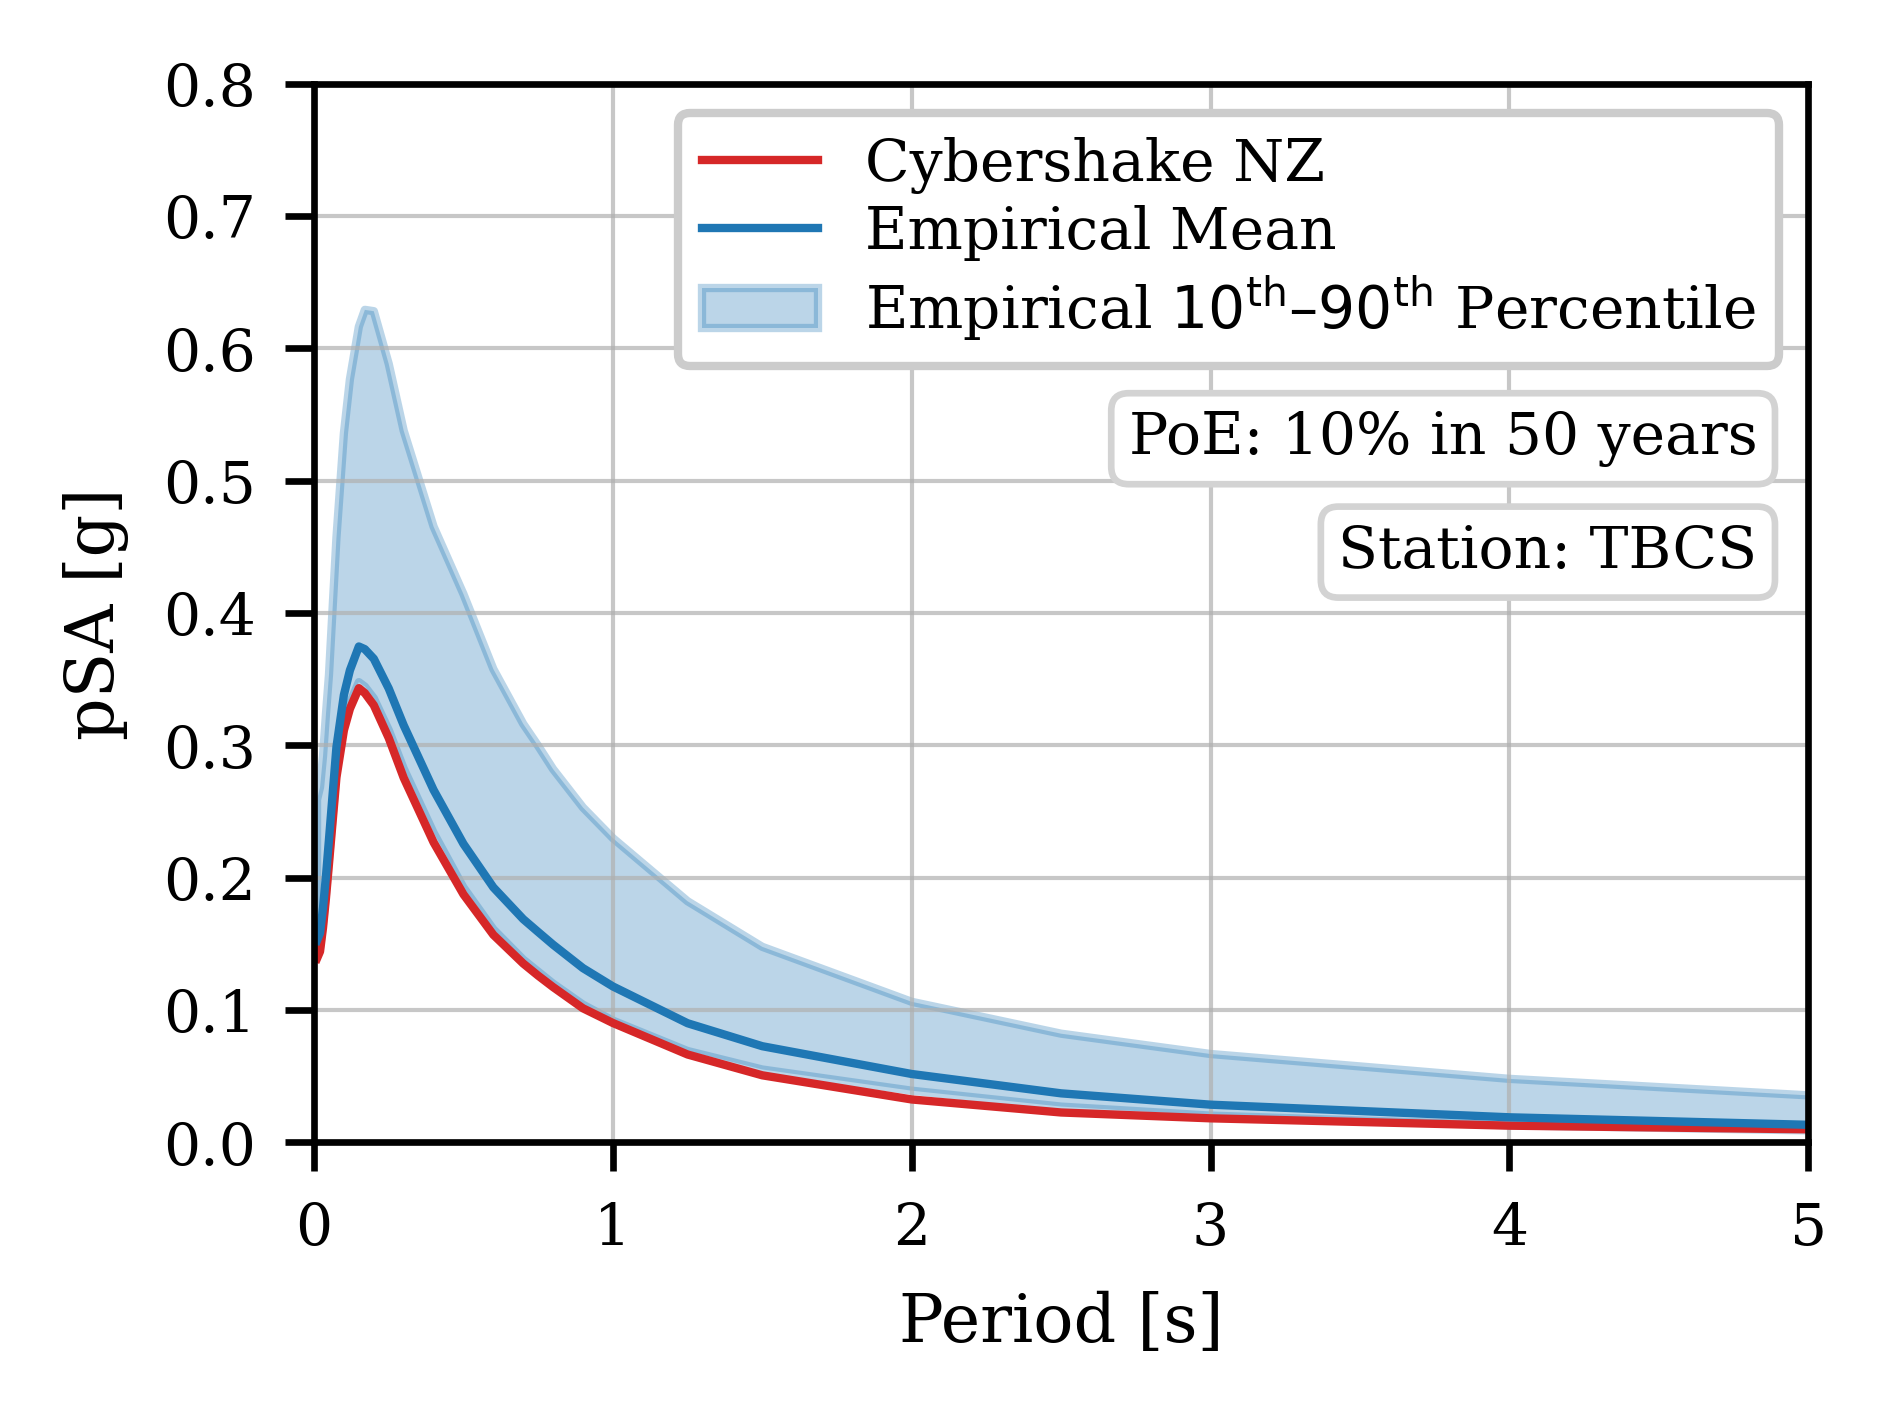 0.8
0.7
0.6
0.5
0.4
0.3
0.2
0.1
0.0
pSA [g]
Cybershake NZ
Empirical Mean
Empirical 10th–90th Percentile
PoE: 10% in 50 years
Station: TBCS
0 1 2 3 4 5
Period [s]